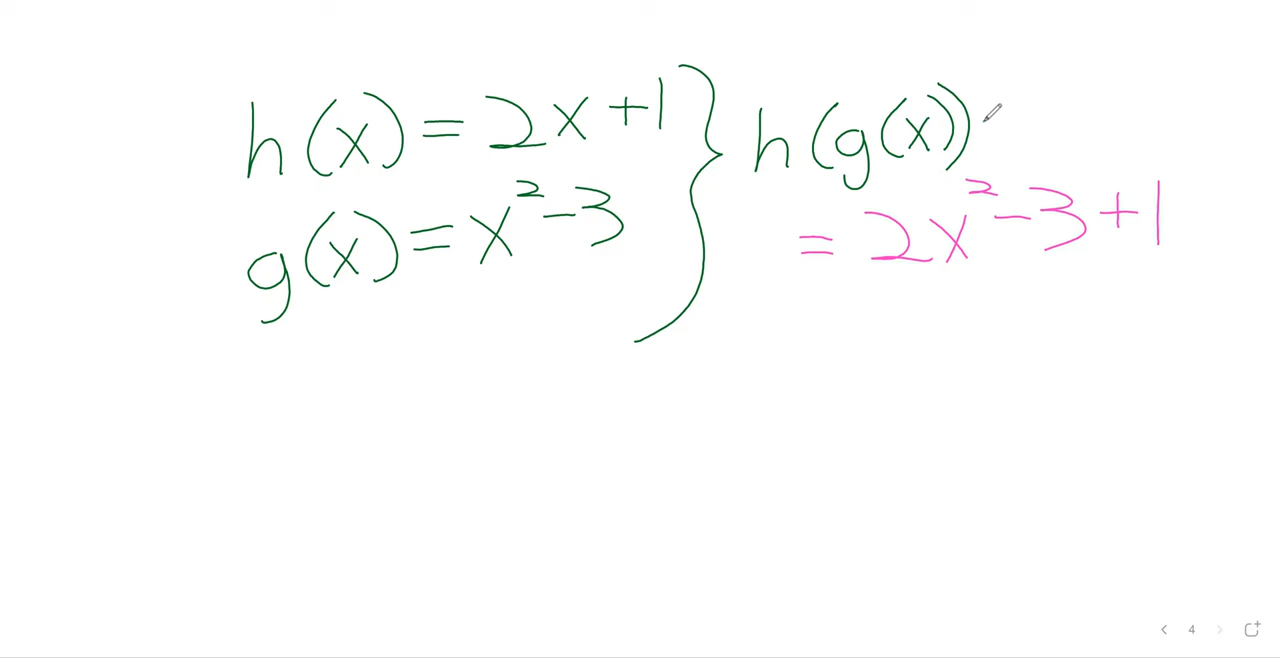 h(x) = 2x + 1
g(x) = x² - 3
h(g(x))
= 2x² - 3 + 1
4